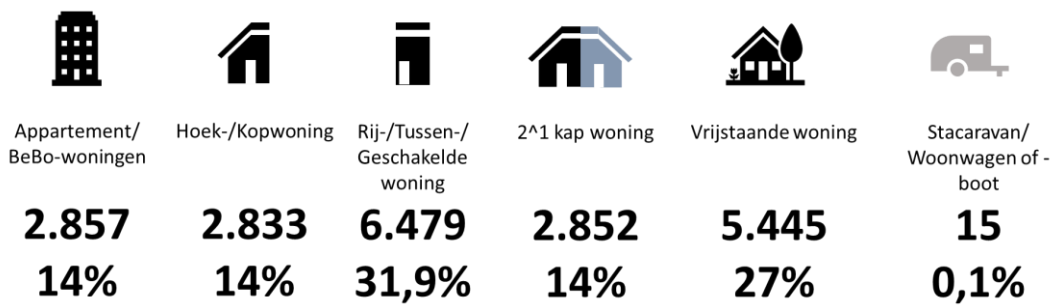 Appartement/
BeBo-woningen
2.857
14%
Hoek-/Kopwoning
2.833
14%
Rij-/Tussen-/
Geschakelde
woning
6.479
31,9%
2^1 kap woning
2.852
14%
Vrijstaande woning
5.445
27%
Stacaravan/
Woonwagen of -
boot
15
0,1%